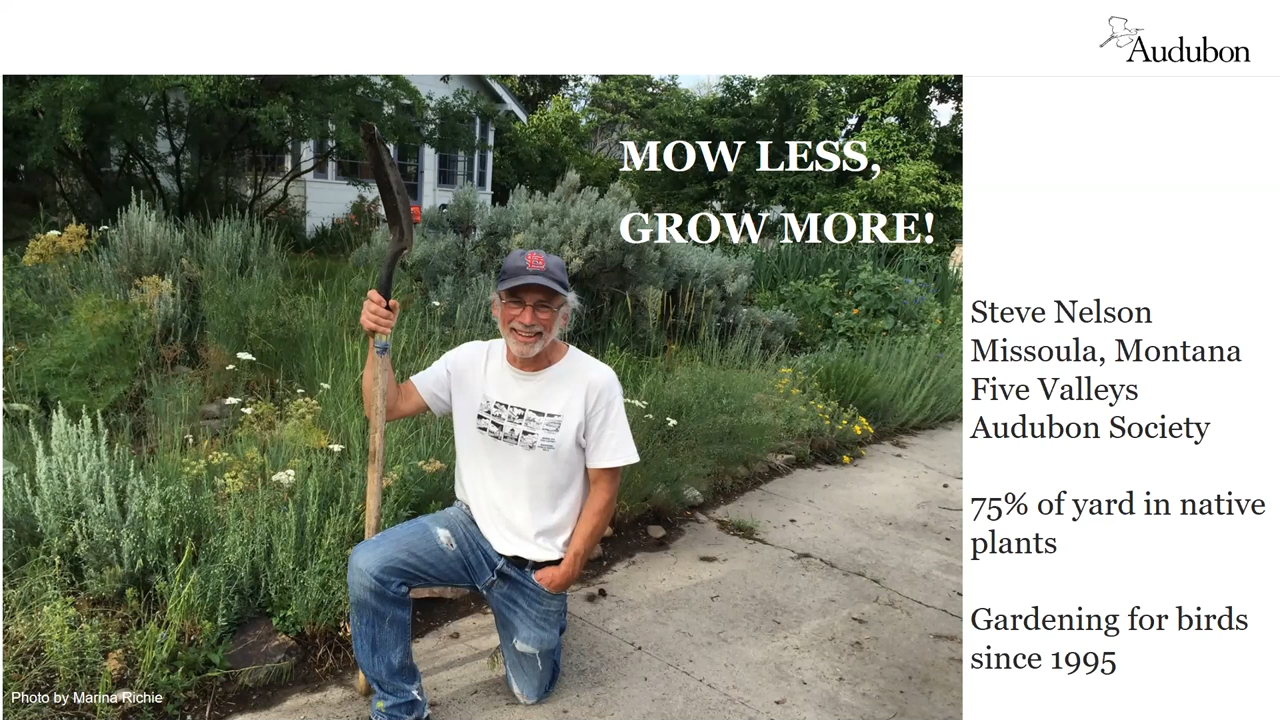 Audubon
MOW LESS,
GROW MORE!
Steve Nelson
Missoula, Montana
Five Valleys
Audubon Society
75% of yard in native
plants
Gardening for birds
since 1995
Photo by Marina Richie